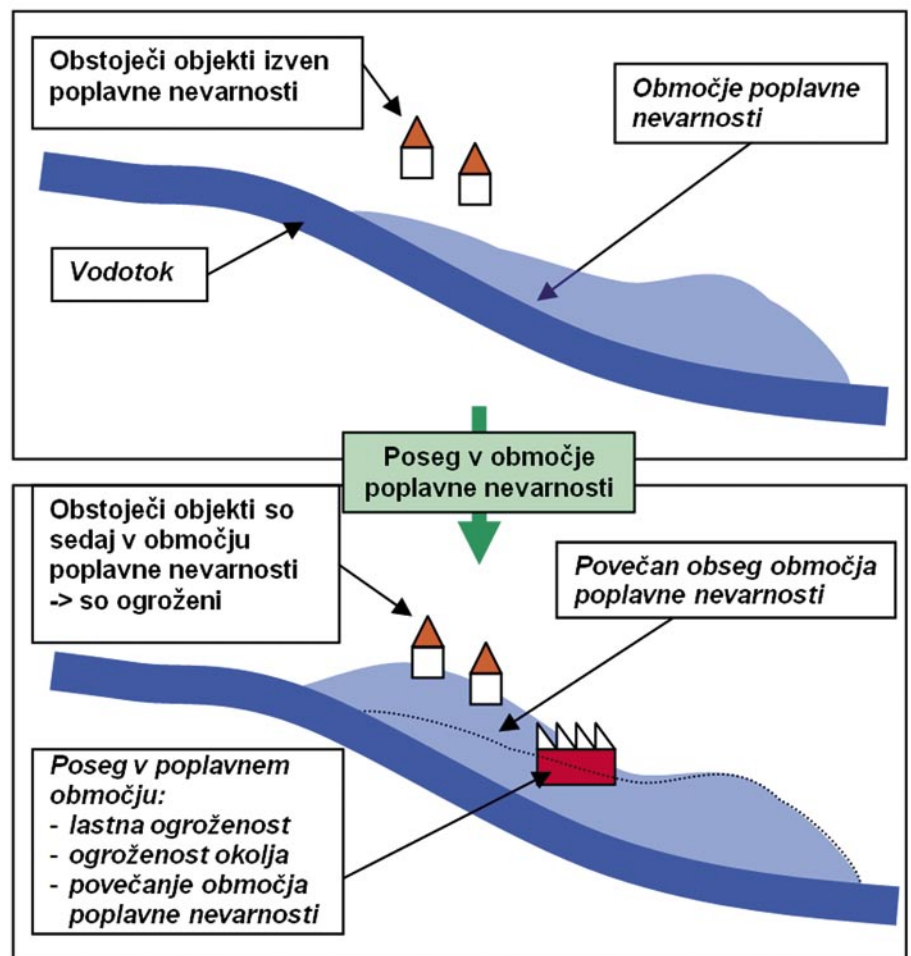 Obstoječi objekti izven
poplavne nevarnosti
Območje poplavne
nevarnosti
Vodotok
Poseg v območje
poplavne nevarnosti
Obstoječi objekti so
sedaj v območju
poplavne nevarnosti
-> so ogroženi
Povečan obseg območja
poplavne nevarnosti
Poseg v poplavnem
območju:
- lastna ogroženost
- ogroženost okolja
- povečanje območja
poplavne nevarnosti